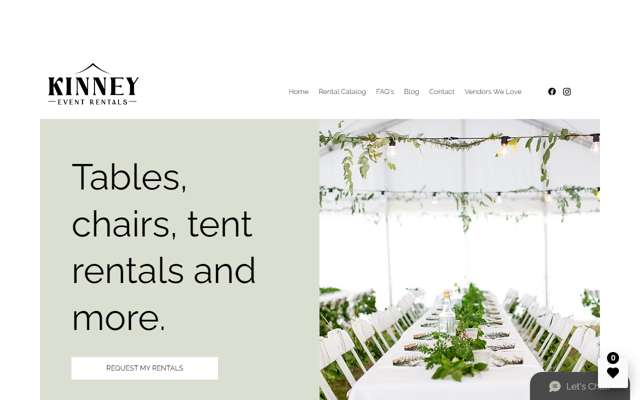 KINNEY
EVENT RENTALS
Home Rental Catalog FAQ's Blog Contact Vendors We Love
Tables,
chairs, tent
rentals and
more.
REQUEST MY RENTALS
0
Let's